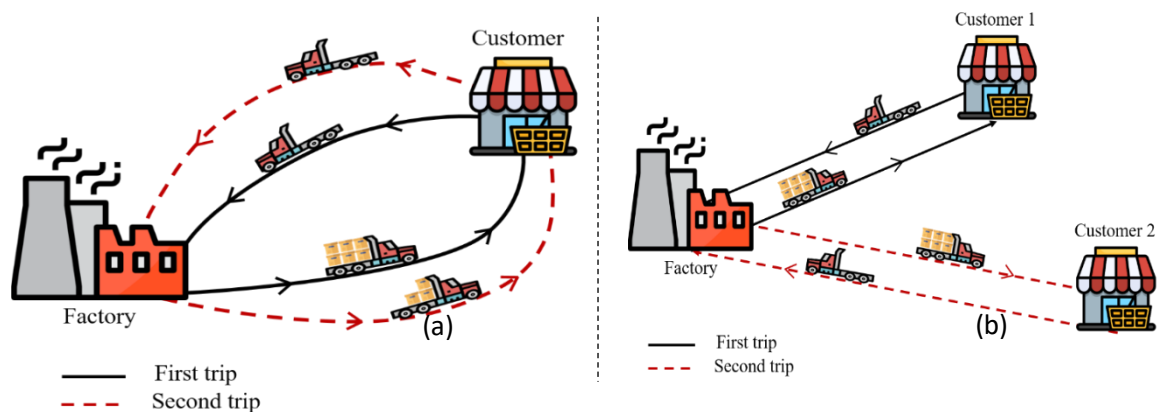 Customer
Factory
(a)
First trip
Second trip
Customer 1
Customer 2
Factory
(b)
First trip
Second trip